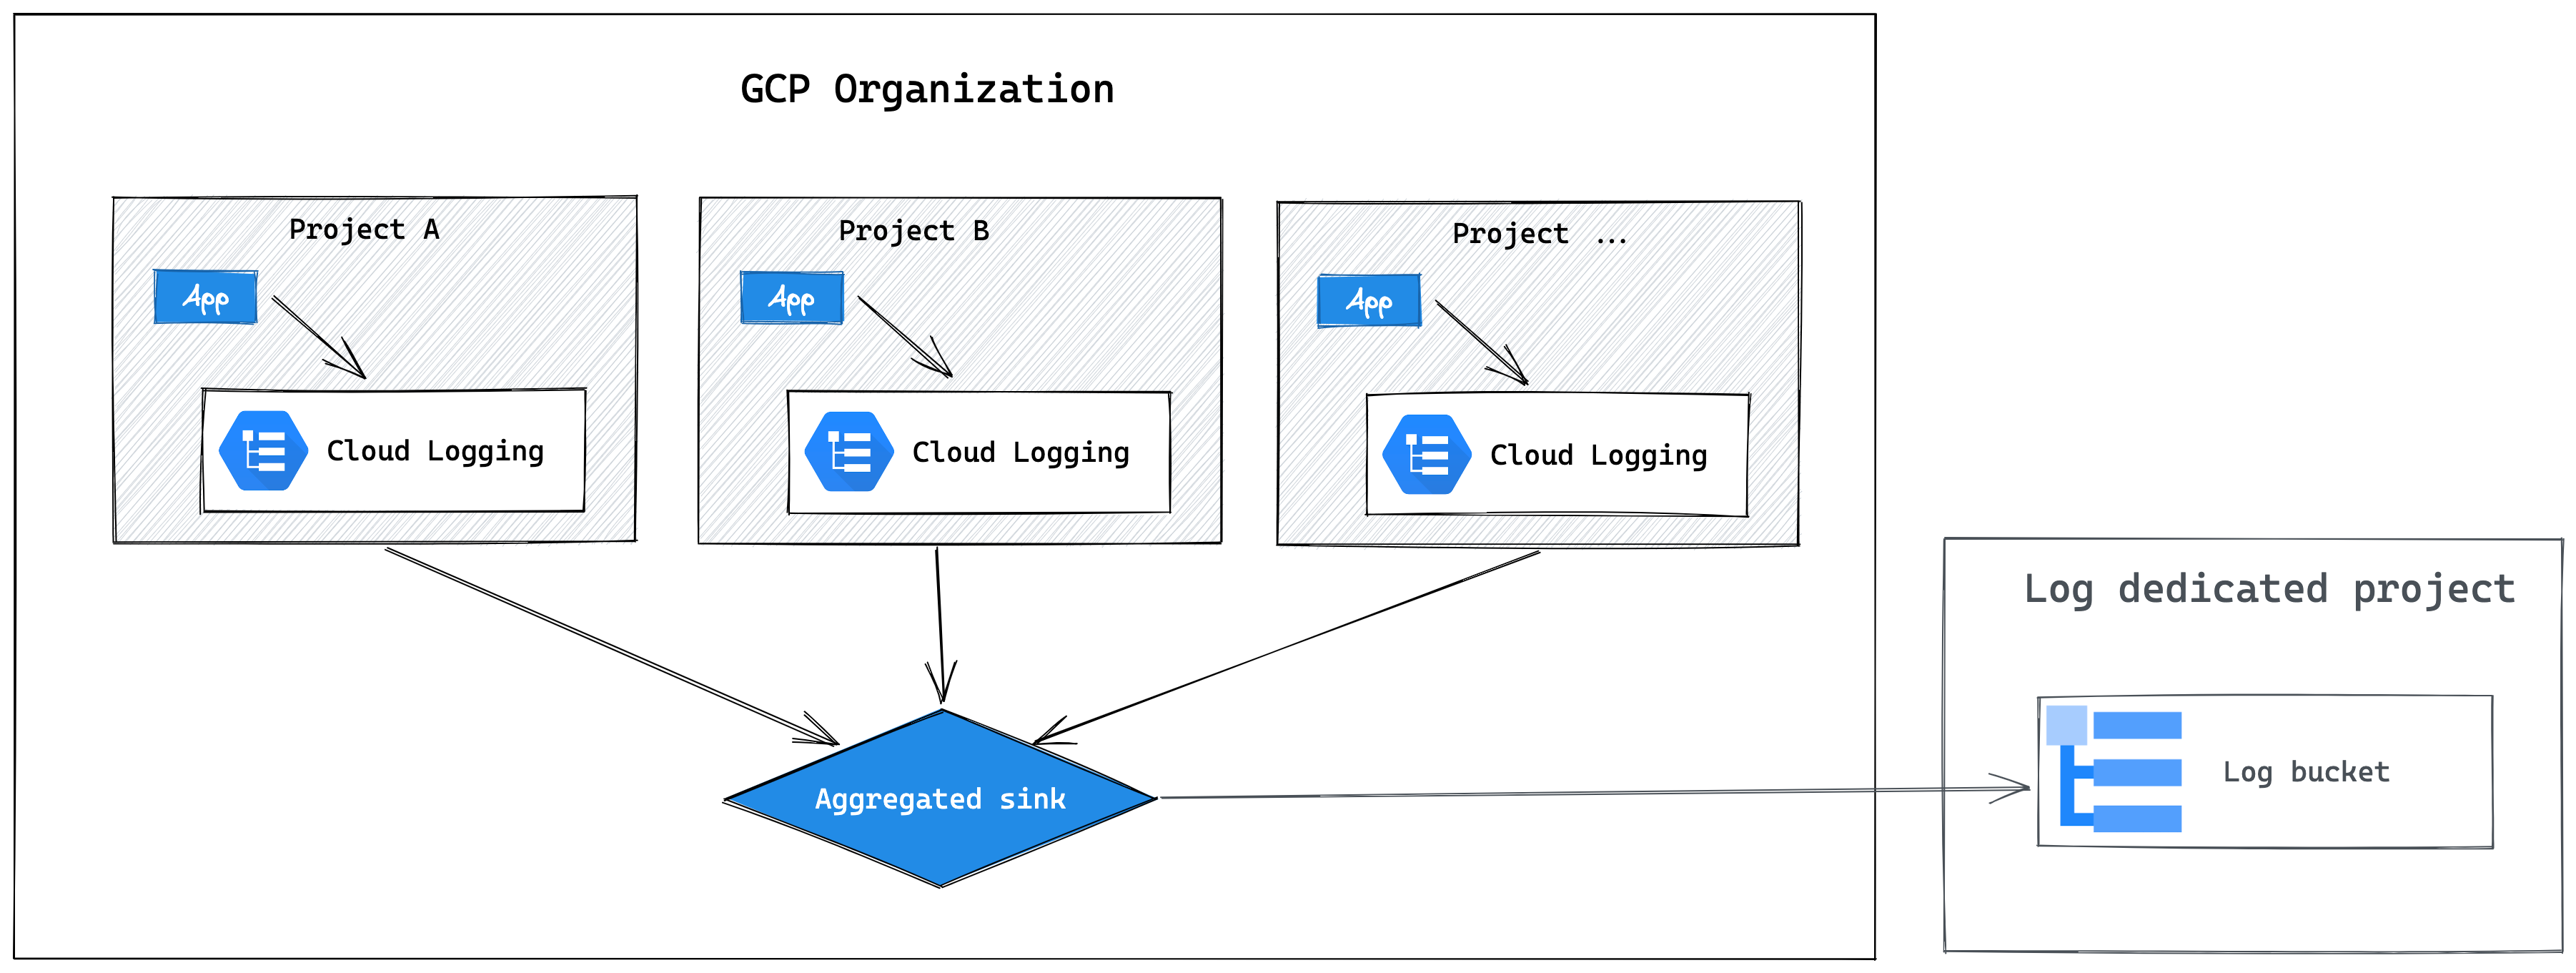 GCP Organization
Project A
App
Cloud Logging
Project B
App
Cloud Logging
Project ...
App
Cloud Logging
Aggregated sink
Log dedicated project
Log bucket